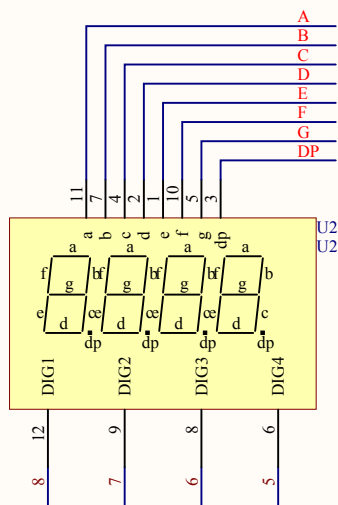 A
B
C
D
E
F
G
DP
11 7 4 2 1 10 5 3
a b c d e f g dp
U2
U2
a a a a
f b f b f b f b
g g g g
e c e c e c e c
d d d d
dp dp dp dp
DIG1 DIG2 DIG3 DIG4
12 9 8 6
8 7 6 5